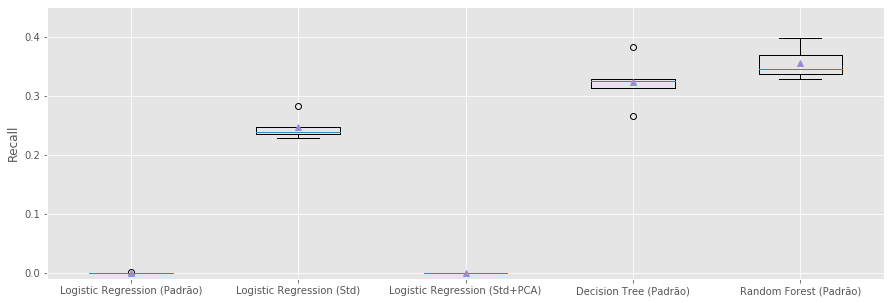 0.4
0.3
Recall
0.2
0.1
0.0
Logistic Regression (Padrão) Logistic Regression (Std) Logistic Regression (Std+PCA) Decision Tree (Padrão) Random Forest (Padrão)